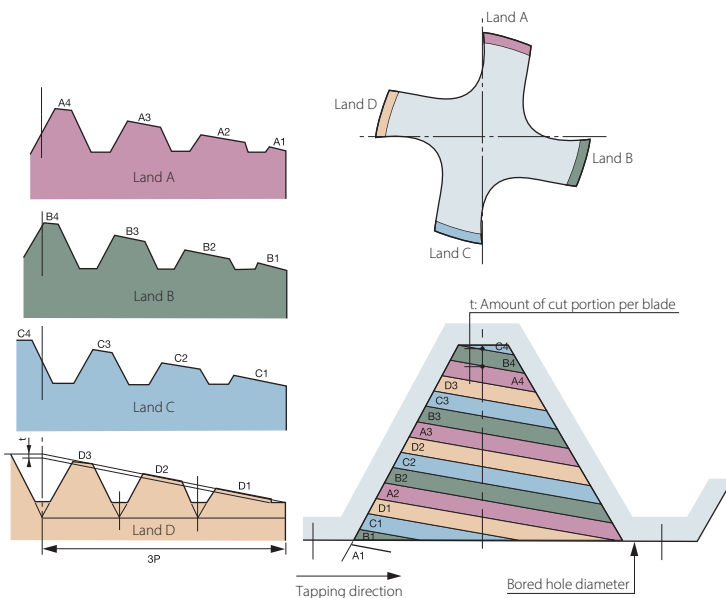 Land A
A4
A3
A2
A1
Land A
Land D
Land B
Land C
B4
B3
B2
B1
Land B
C4
C3
C2
C1
Land C
t
D3
D2
D1
Land D
3P
t: Amount of cut portion per blade
C4
B4
A4
D3
C3
B3
A3
D2
C2
B2
A2
D1
C1
B1
A1
Tapping direction
Bored hole diameter